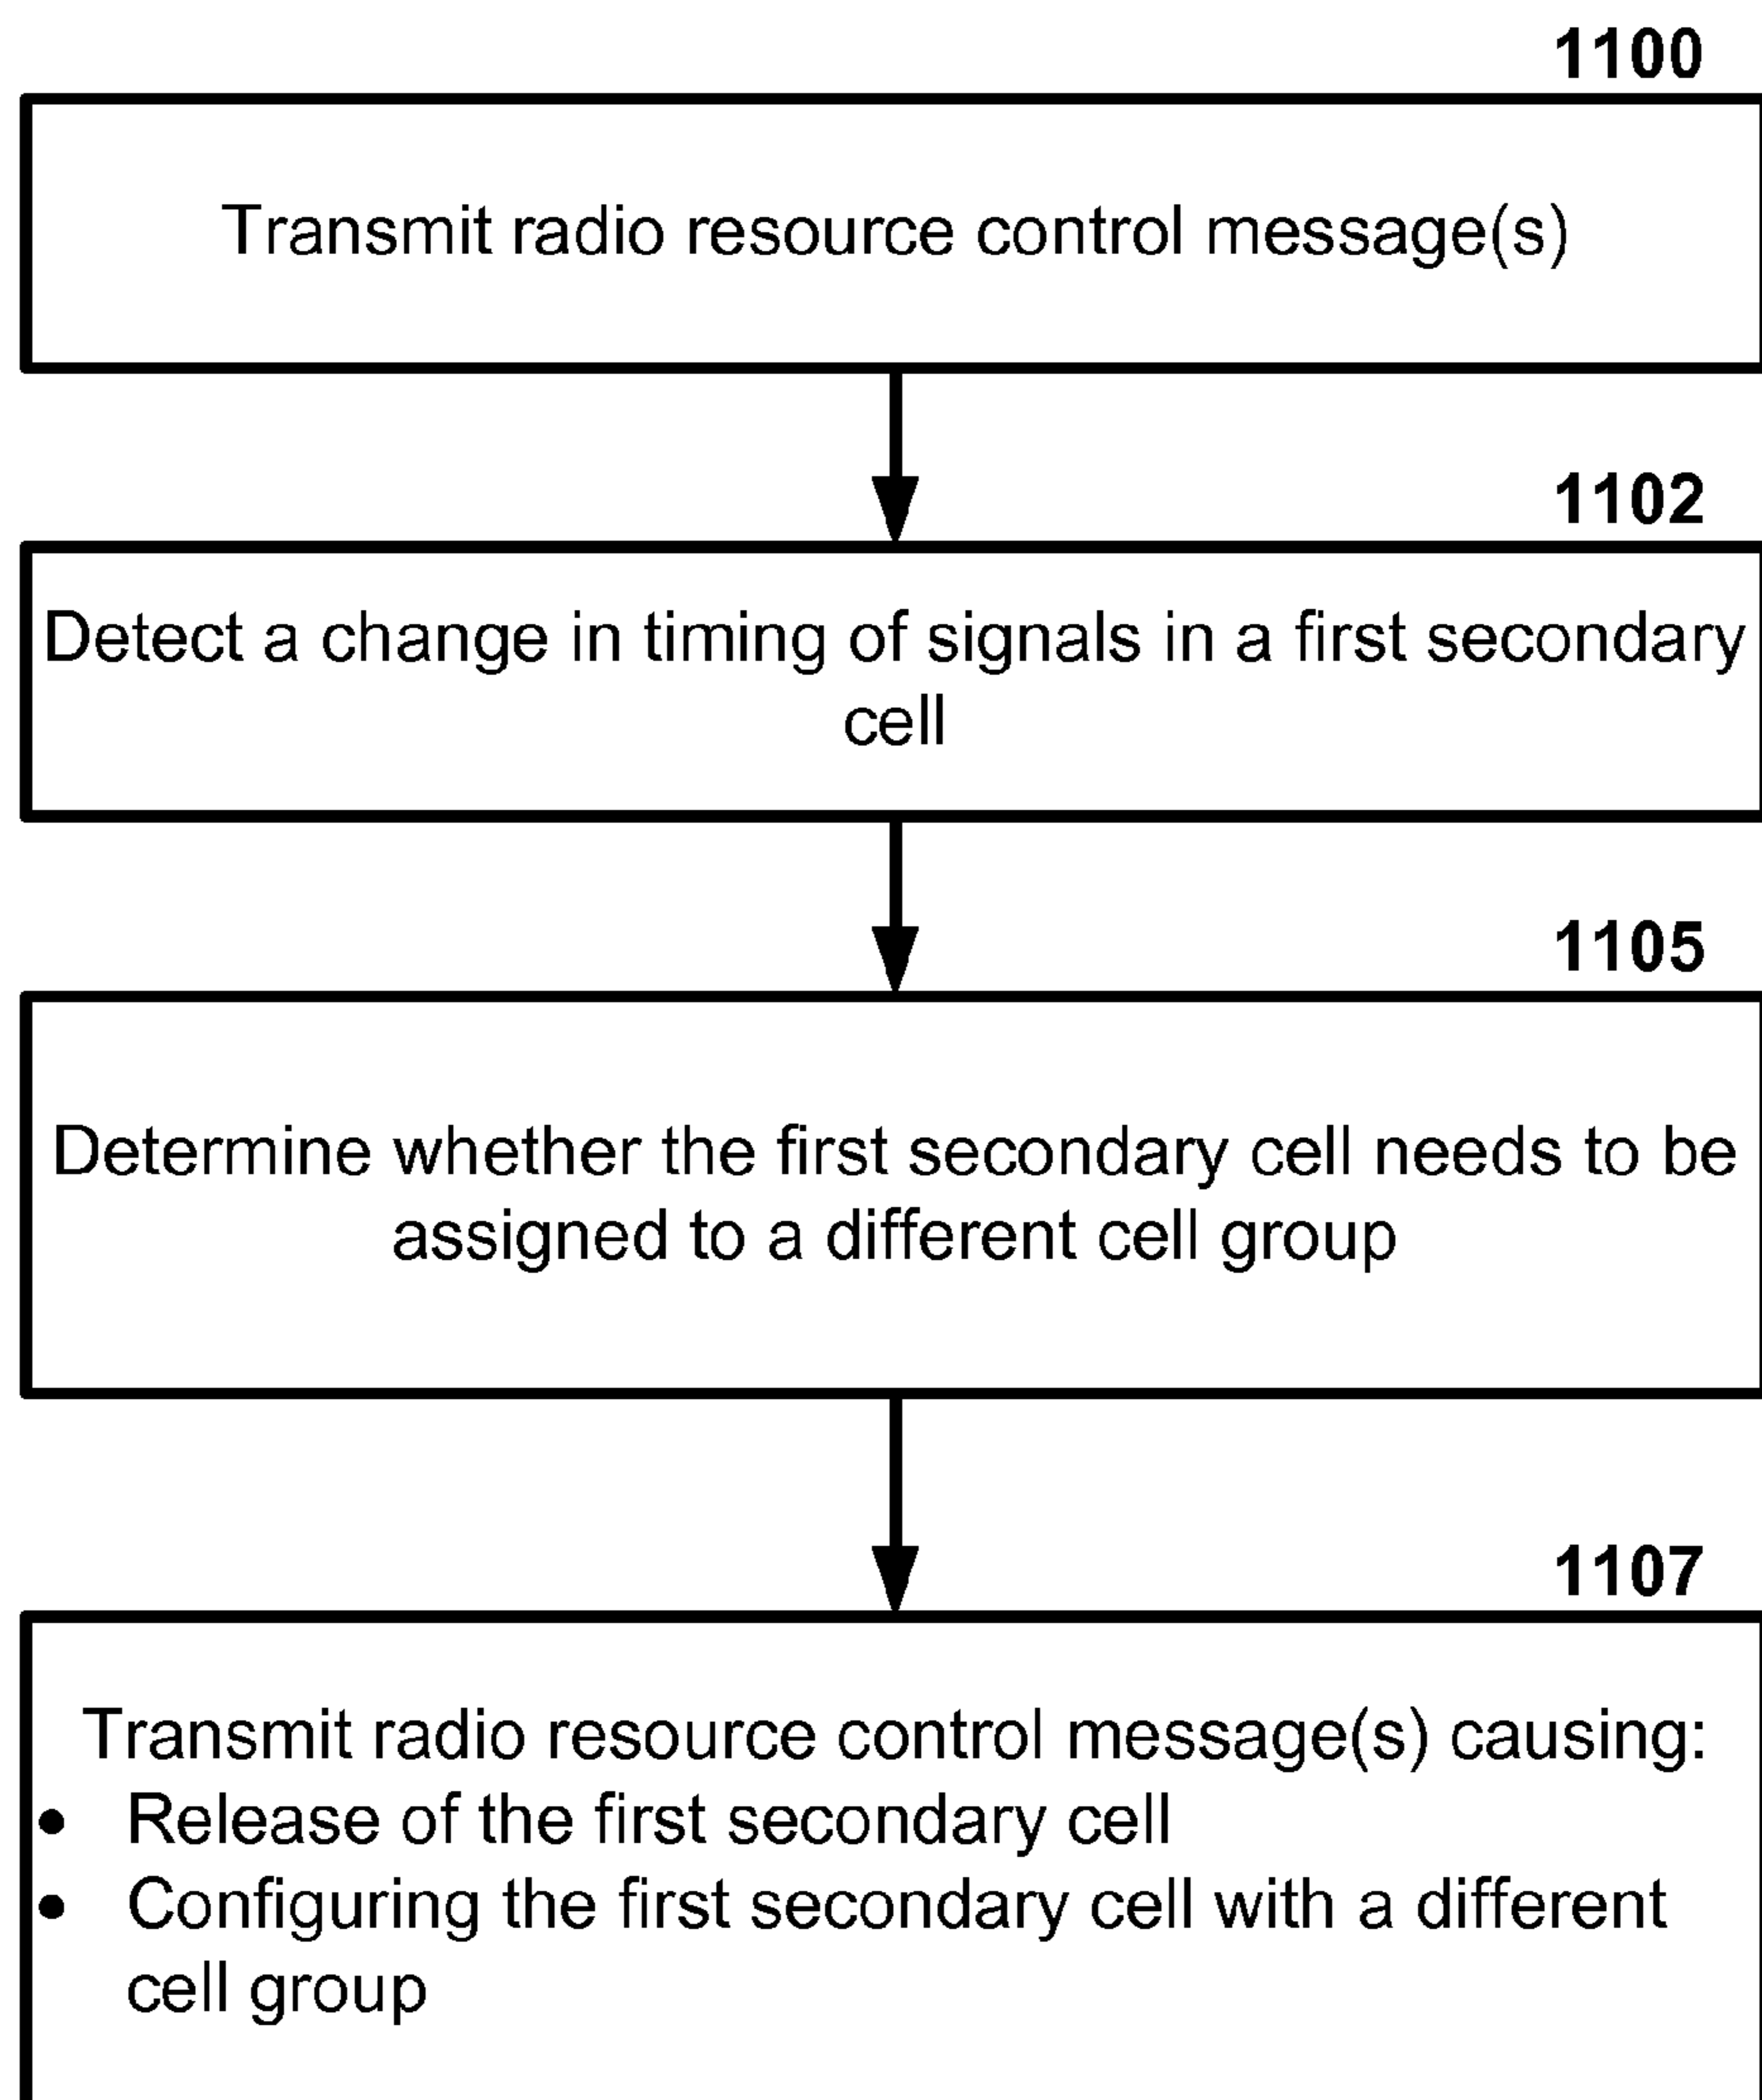 1100
Transmit radio resource control message(s)
1102
Detect a change in timing of signals in a first secondary
cell
1105
Determine whether the first secondary cell needs to be
assigned to a different cell group
1107
Transmit radio resource control message(s) causing:
• Release of the first secondary cell
• Configuring the first secondary cell with a different
cell group